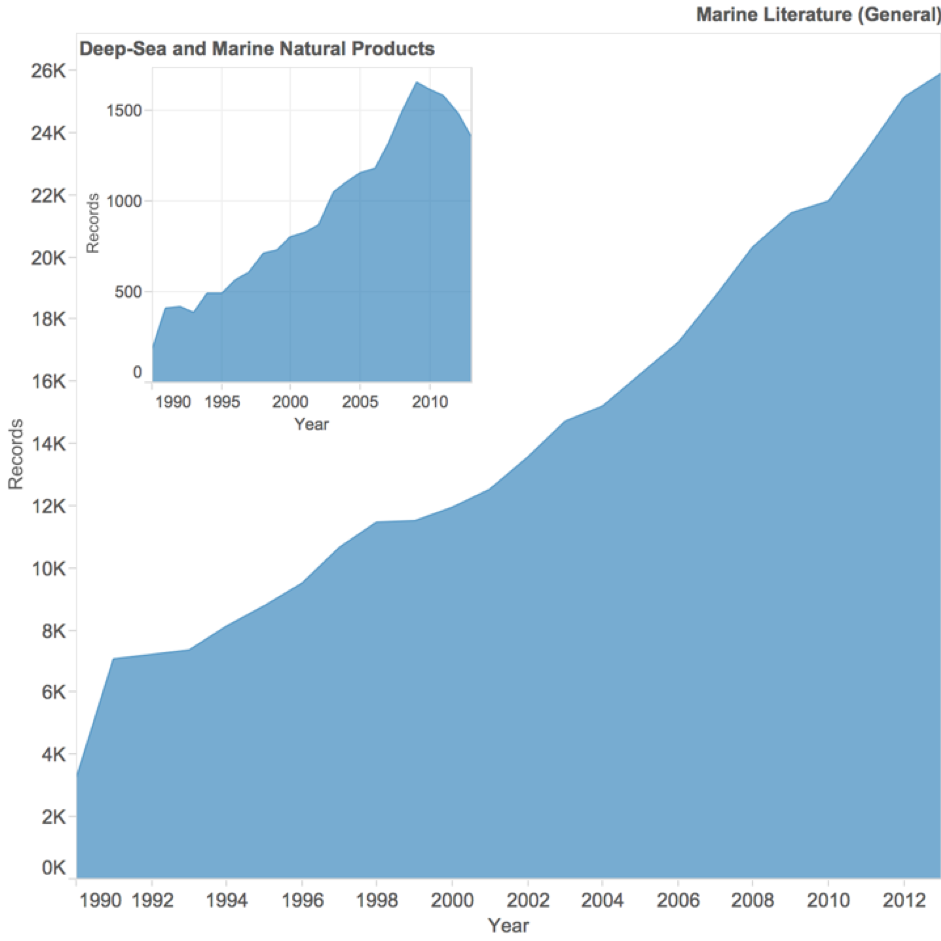 Marine Literature (General)
Deep-Sea and Marine Natural Products
1500
1000
500
0
Records
1990 1995 2000 2005 2010
Year
26K
24K
22K
20K
18K
16K
14K
12K
10K
8K
6K
4K
2K
0K
Records
1990 1992 1994 1996 1998 2000 2002 2004 2006 2008 2010 2012
Year